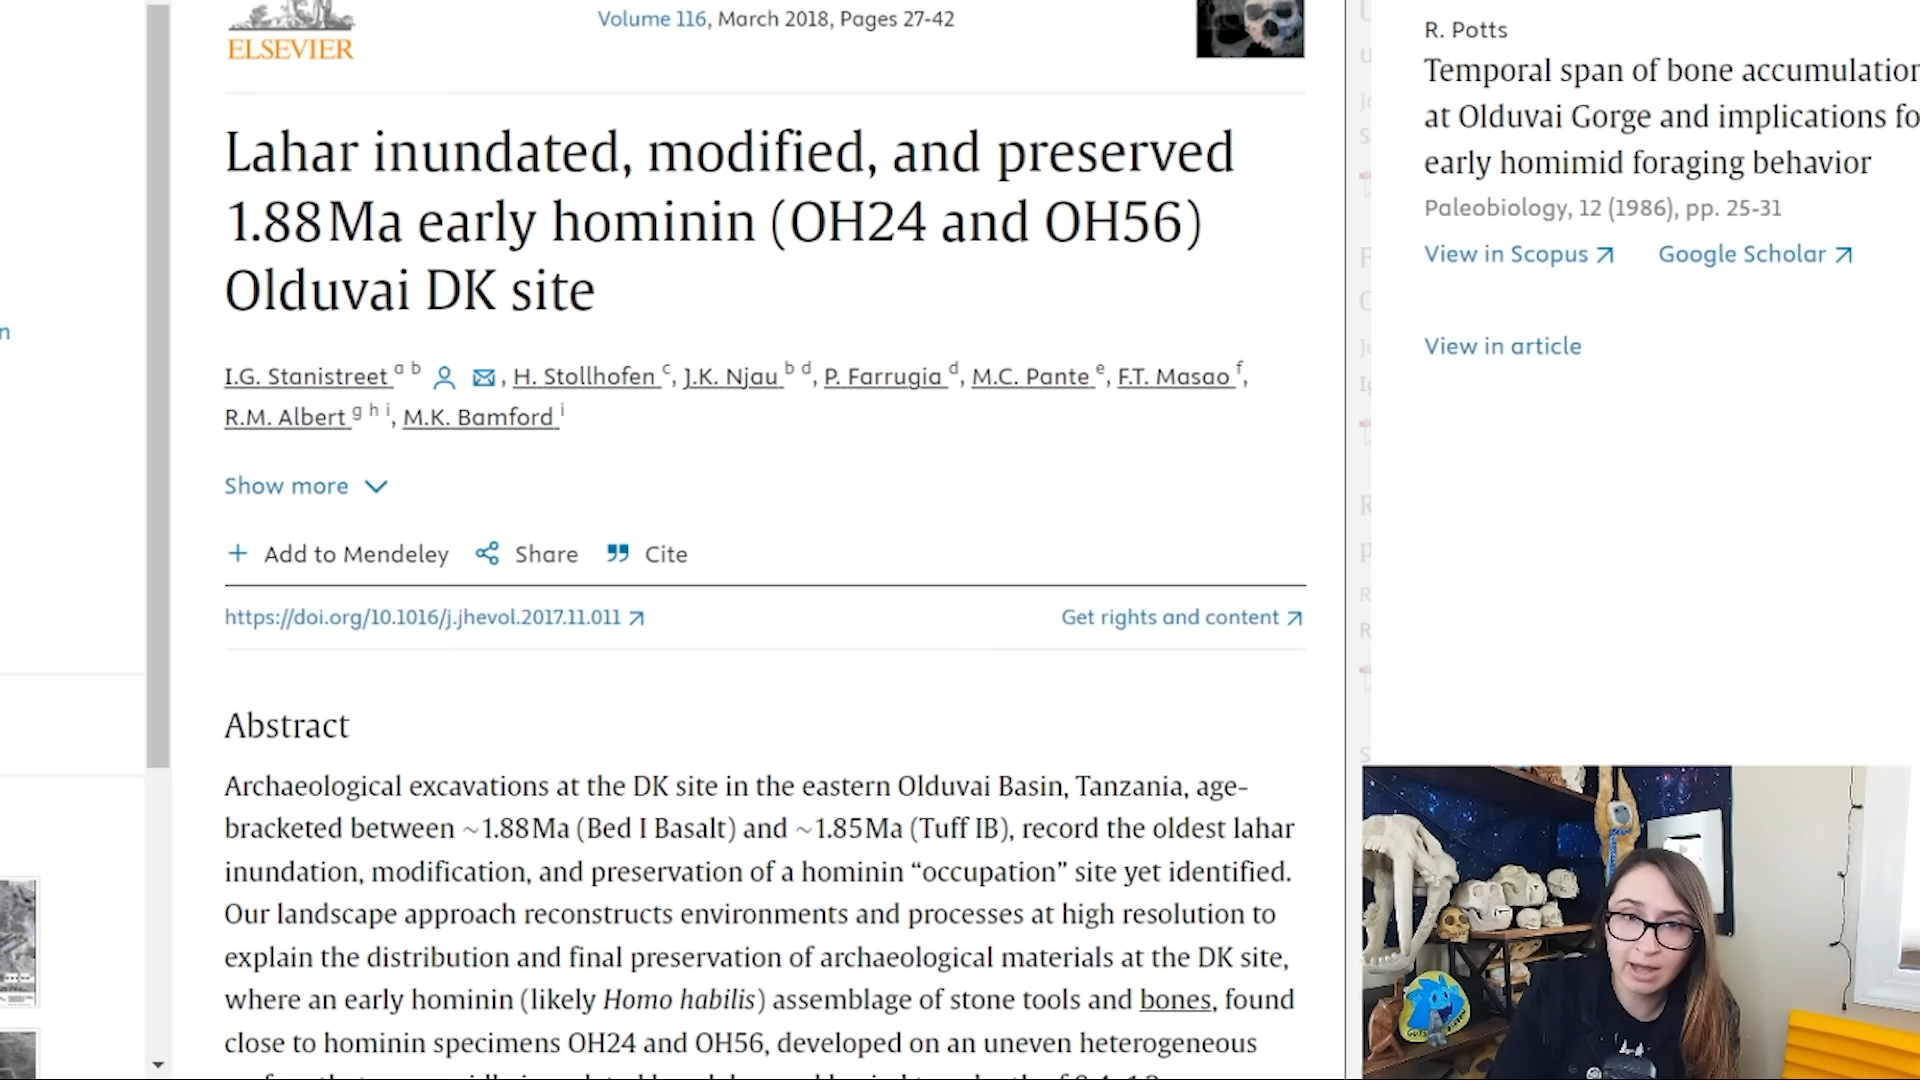 ELSEVIER
Volume 116, March 2018, Pages 27-42
Lahar inundated, modified, and preserved
1.88 Ma early hominin (OH24 and OH56)
Olduvai DK site
I.G. Stanistreet a b, H. Stollhofen c, J.K. Njau b d, P. Farrugia d, M.C. Pante e, F.T. Masao f,
R.M. Albert g h i, M.K. Bamford i
Show more
+ Add to Mendeley Share Cite
https://doi.org/10.1016/j.jhevol.2017.11.011 Get rights and content
Abstract
Archaeological excavations at the DK site in the eastern Olduvai Basin, Tanzania, age-
bracketed between ~1.88 Ma (Bed I Basalt) and ~1.85 Ma (Tuff IB), record the oldest lahar
inundation, modification, and preservation of a hominin “occupation” site yet identified.
Our landscape approach reconstructs environments and processes at high resolution to
explain the distribution and final preservation of archaeological materials at the DK site,
where an early hominin (likely Homo habilis) assemblage of stone tools and bones, found
close to hominin specimens OH24 and OH56, developed on an uneven heterogeneous
R. Potts
Temporal span of bone accumulation
at Olduvai Gorge and implications fo
early homimid foraging behavior
Paleobiology, 12 (1986), pp. 25-31
View in Scopus Google Scholar
View in article